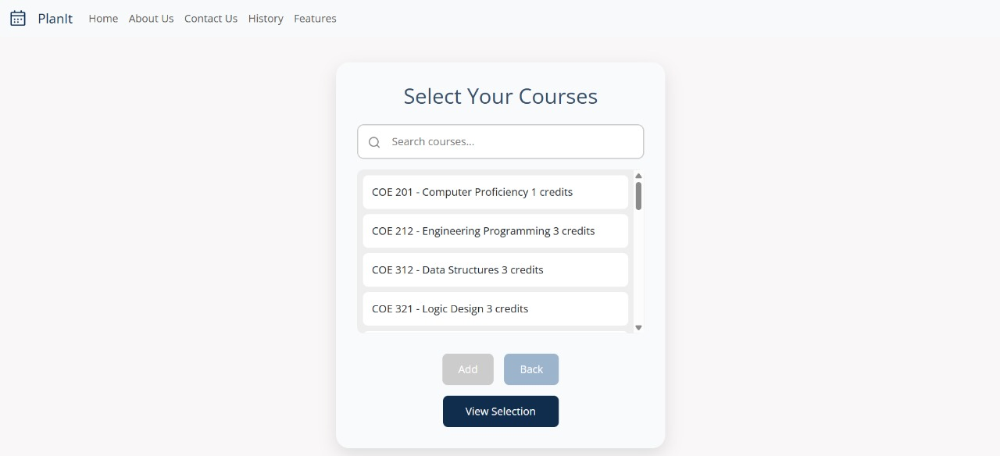 PlanIt Home About Us Contact Us History Features
Select Your Courses
Search courses...
COE 201 - Computer Proficiency 1 credits
COE 212 - Engineering Programming 3 credits
COE 312 - Data Structures 3 credits
COE 321 - Logic Design 3 credits
Add Back
View Selection